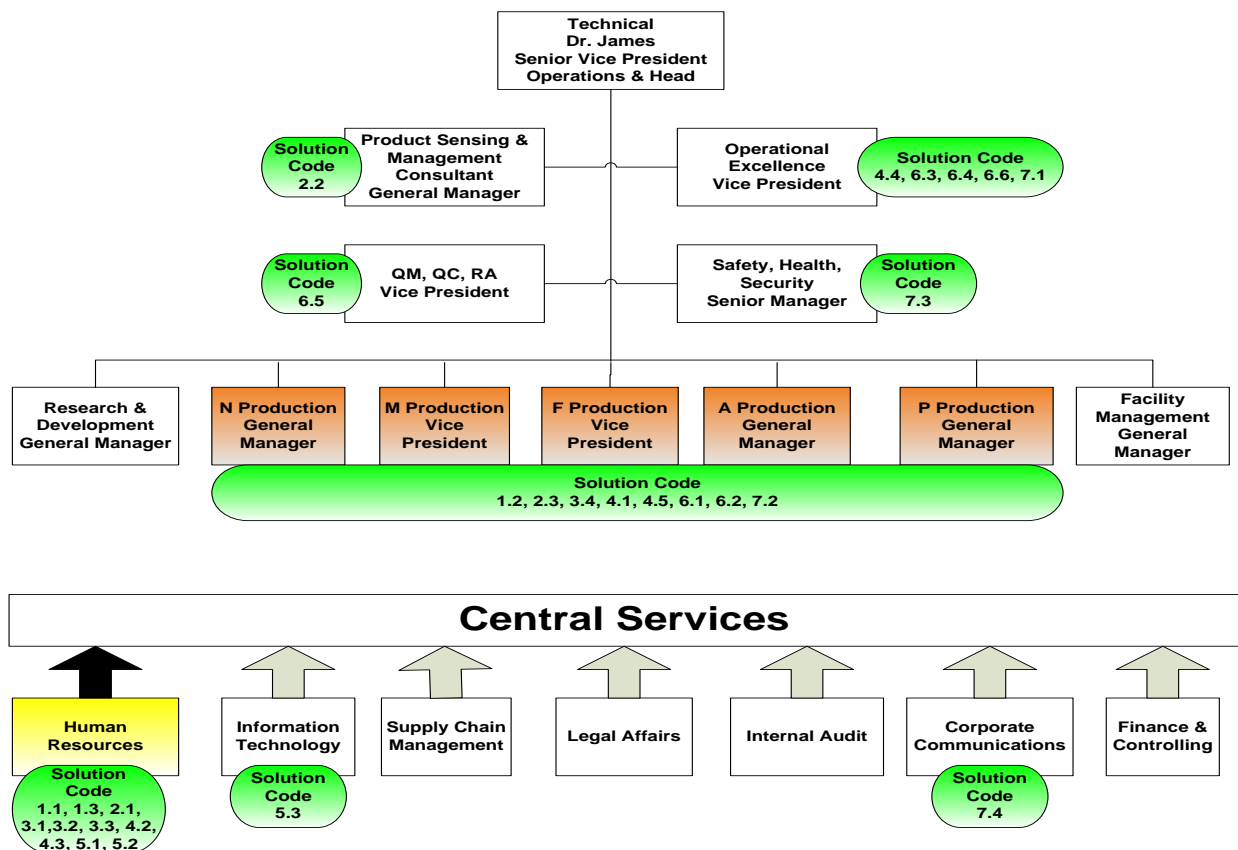 Technical
Dr. James
Senior Vice President
Operations & Head
Solution
Code
2.2
Product Sensing &
Management
Consultant
General Manager
Operational
Excellence
Vice President
Solution Code
4.4, 6.3, 6.4, 6.6, 7.1
Solution
Code
6.5
QM, QC, RA
Vice President
Safety, Health,
Security
Senior Manager
Solution
Code
7.3
Research &
Development
General Manager
N Production
General
Manager
M Production
Vice
President
F Production
Vice
President
A Production
General
Manager
P Production
General
Manager
Facility
Management
General
Manager
Solution Code
1.2, 2.3, 3.4, 4.1, 4.5, 6.1, 6.2, 7.2
Central Services
Human
Resources
Solution
Code
1.1, 1.3, 2.1,
3.1,3.2, 3.3, 4.2,
4.3, 5.1, 5.2
Information
Technology
Solution
Code
5.3
Supply Chain
Management
Legal Affairs
Internal Audit
Corporate
Communications
Solution
Code
7.4
Finance &
Controlling